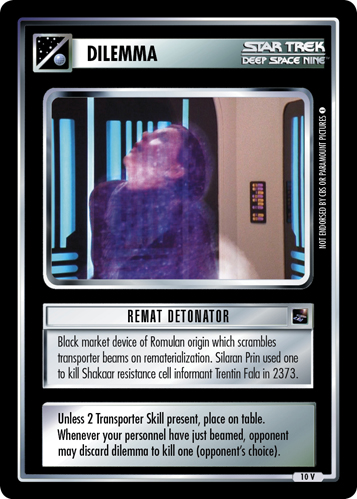 DILEMMA
STAR TREK
DEEP SPACE NINE™
NOT ENDORSED BY CBS OR PARAMOUNT PICTURES
REMAT DETONATOR
Black market device of Romulan origin which scrambles
transporter beams on rematerialization. Silaran Prin used one
to kill Shakaar resistance cell informant Trentin Fala in 2373.
Unless 2 Transporter Skill present, place on table.
Whenever your personnel have just beamed, opponent
may discard dilemma to kill one (opponent's choice).
10 V